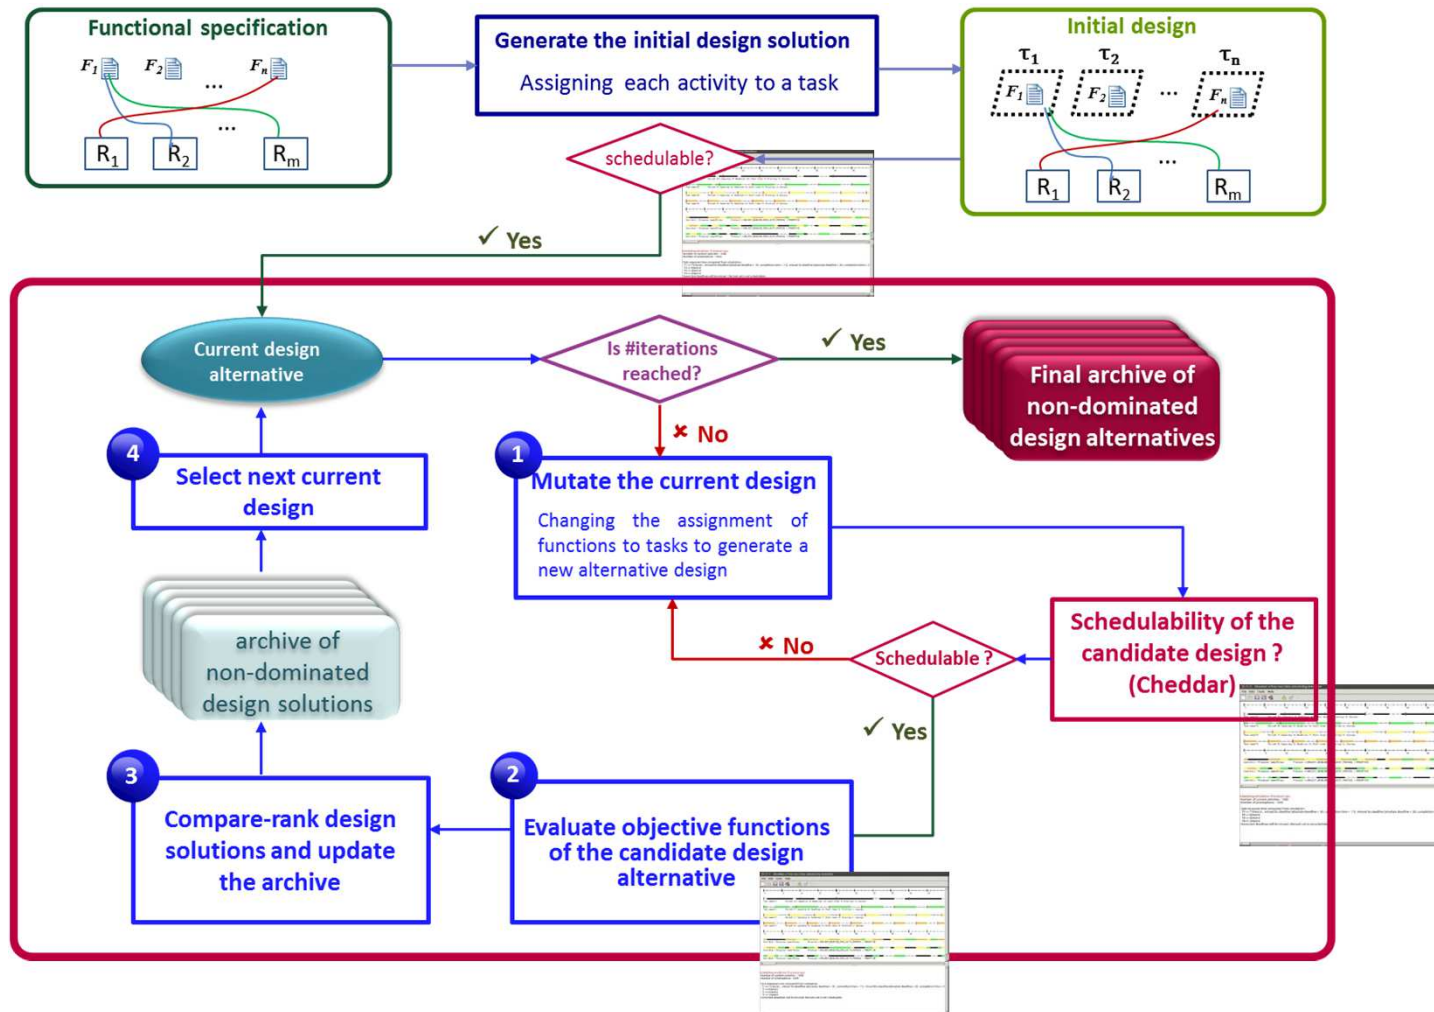 Functional specification
F1 F2 ... Fn
...
R1 R2 Rm
Generate the initial design solution
Assigning each activity to a task
Initial design
τ1 τ2 τn
F1 F2 ... Fn
...
R1 R2 Rm
schedulable?
✓ Yes
Current design
alternative
Is #iterations
reached?
✓ Yes
Final archive of
non-dominated
design alternatives
✘ No
4
Select next current
design
1
Mutate the current design
Changing the assignment of
functions to tasks to generate a
new alternative design
archive of
non-dominated
design solutions
✘ No
Schedulable ?
Schedulability of the
candidate design ?
(Cheddar)
✓ Yes
3
Compare-rank design
solutions and update
the archive
2
Evaluate objective functions
of the candidate design
alternative